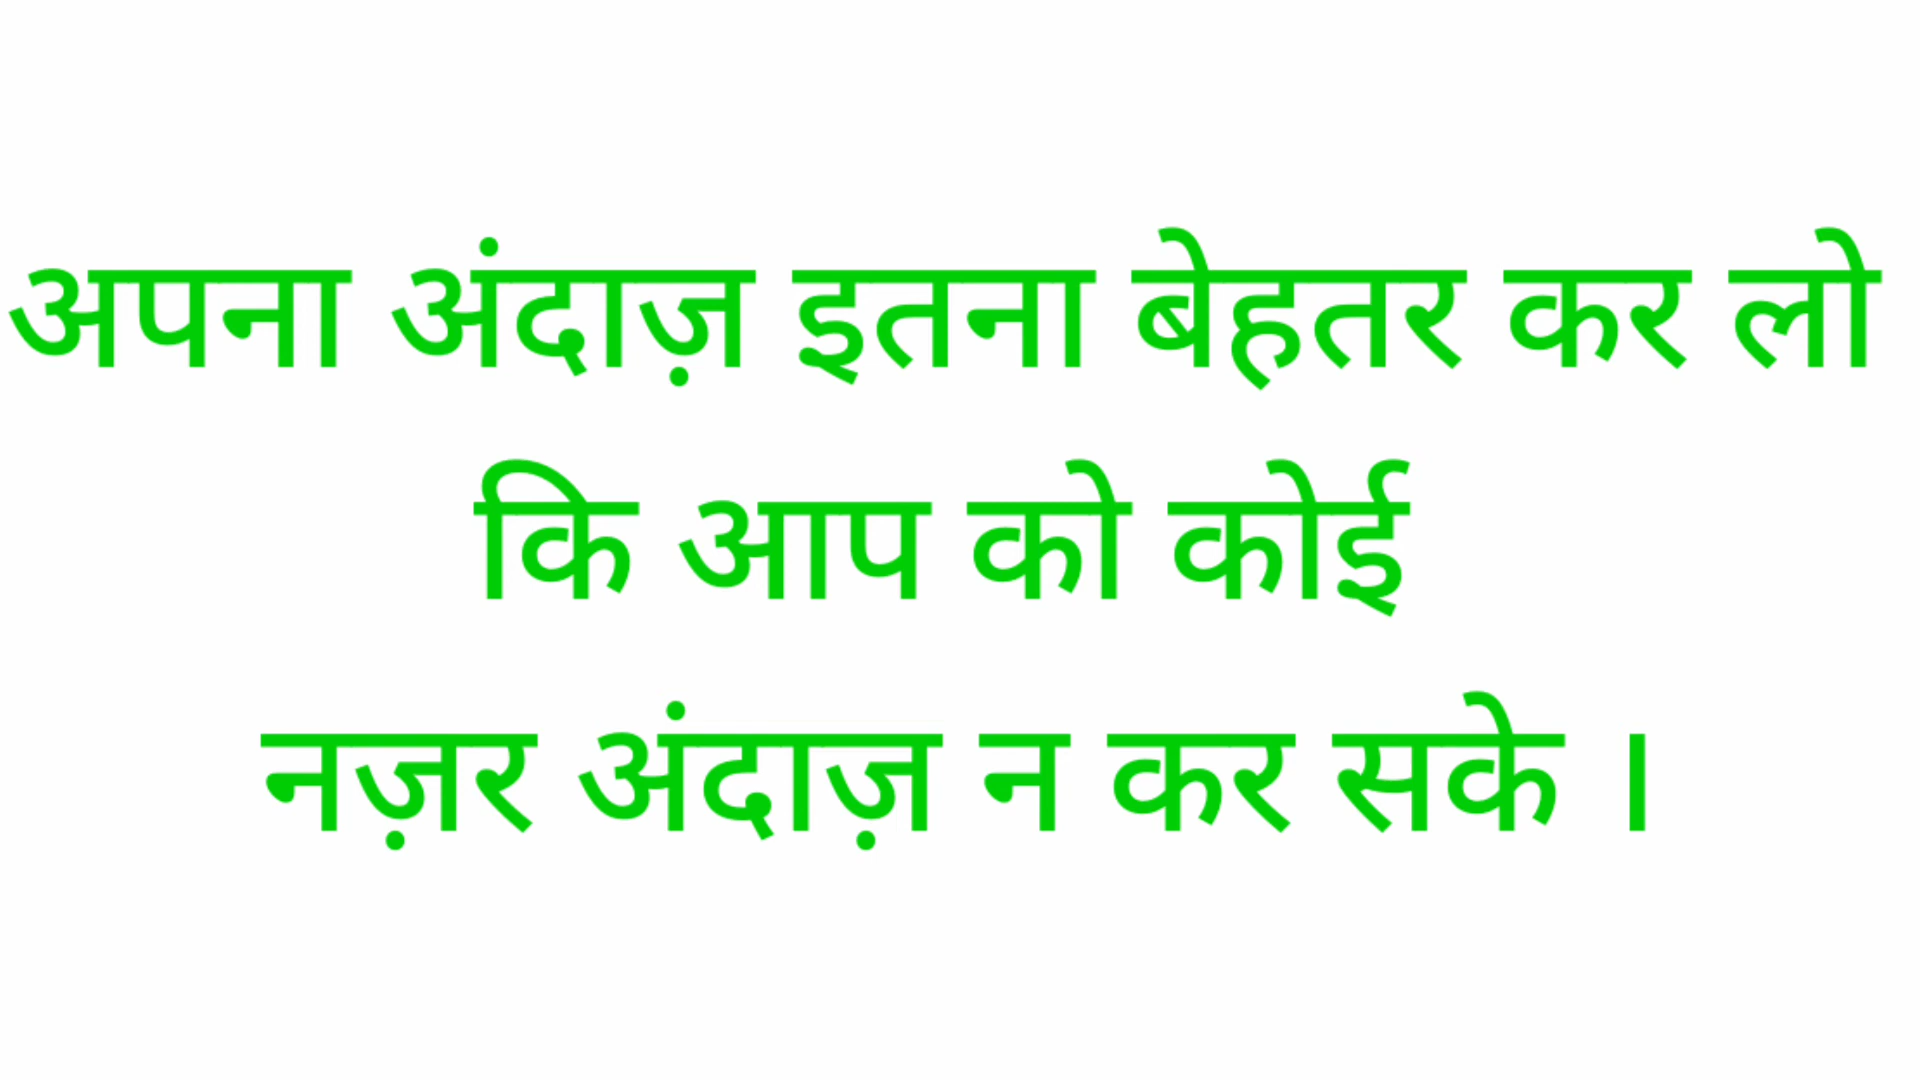 अपना अंदाज़ इतना बेहतर कर लो
कि आप को कोई
नज़र अंदाज़ न कर सके ।